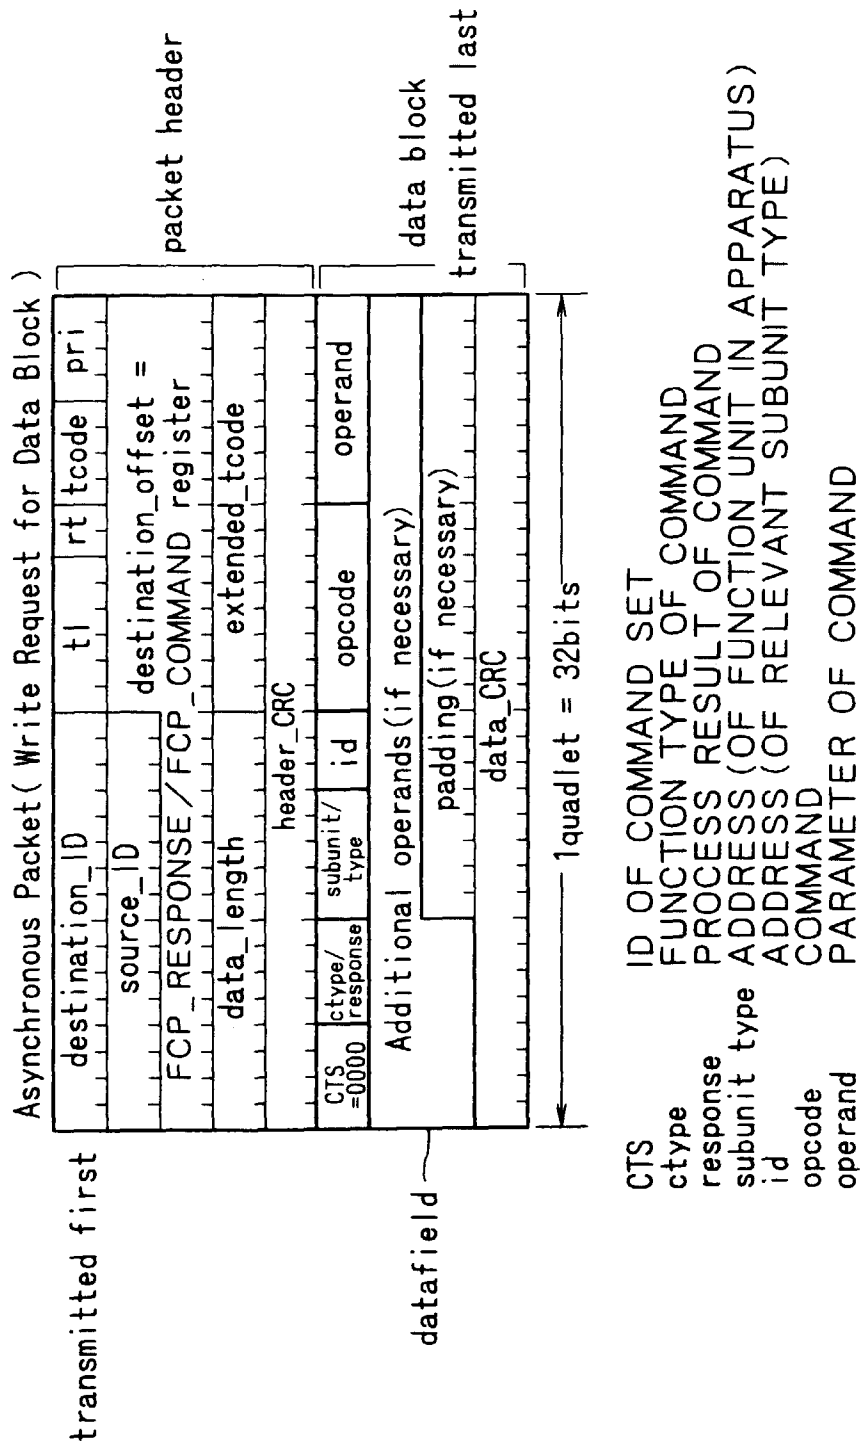 Asynchronous Packet(Write Request for Data Block)
transmitted first
destination_ID tl rt tcode pri
source_ID destination_offset =
FCP_RESPONSE/FCP_COMMAND register
data_length extended_tcode
header_CRC
packet header
CTS =0000 ctype/ response subunit/ type id opcode operand
Additional operands(if necessary)
padding(if necessary)
data_CRC
datafield
data block
transmitted last
1quadlet = 32bits
CTS ID OF COMMAND SET
ctype FUNCTION TYPE OF COMMAND
response PROCESS RESULT OF COMMAND
subunit type ADDRESS(OF FUNCTION UNIT IN APPARATUS)
id ADDRESS(OF RELEVANT SUBUNIT TYPE)
opcode COMMAND
operand PARAMETER OF COMMAND